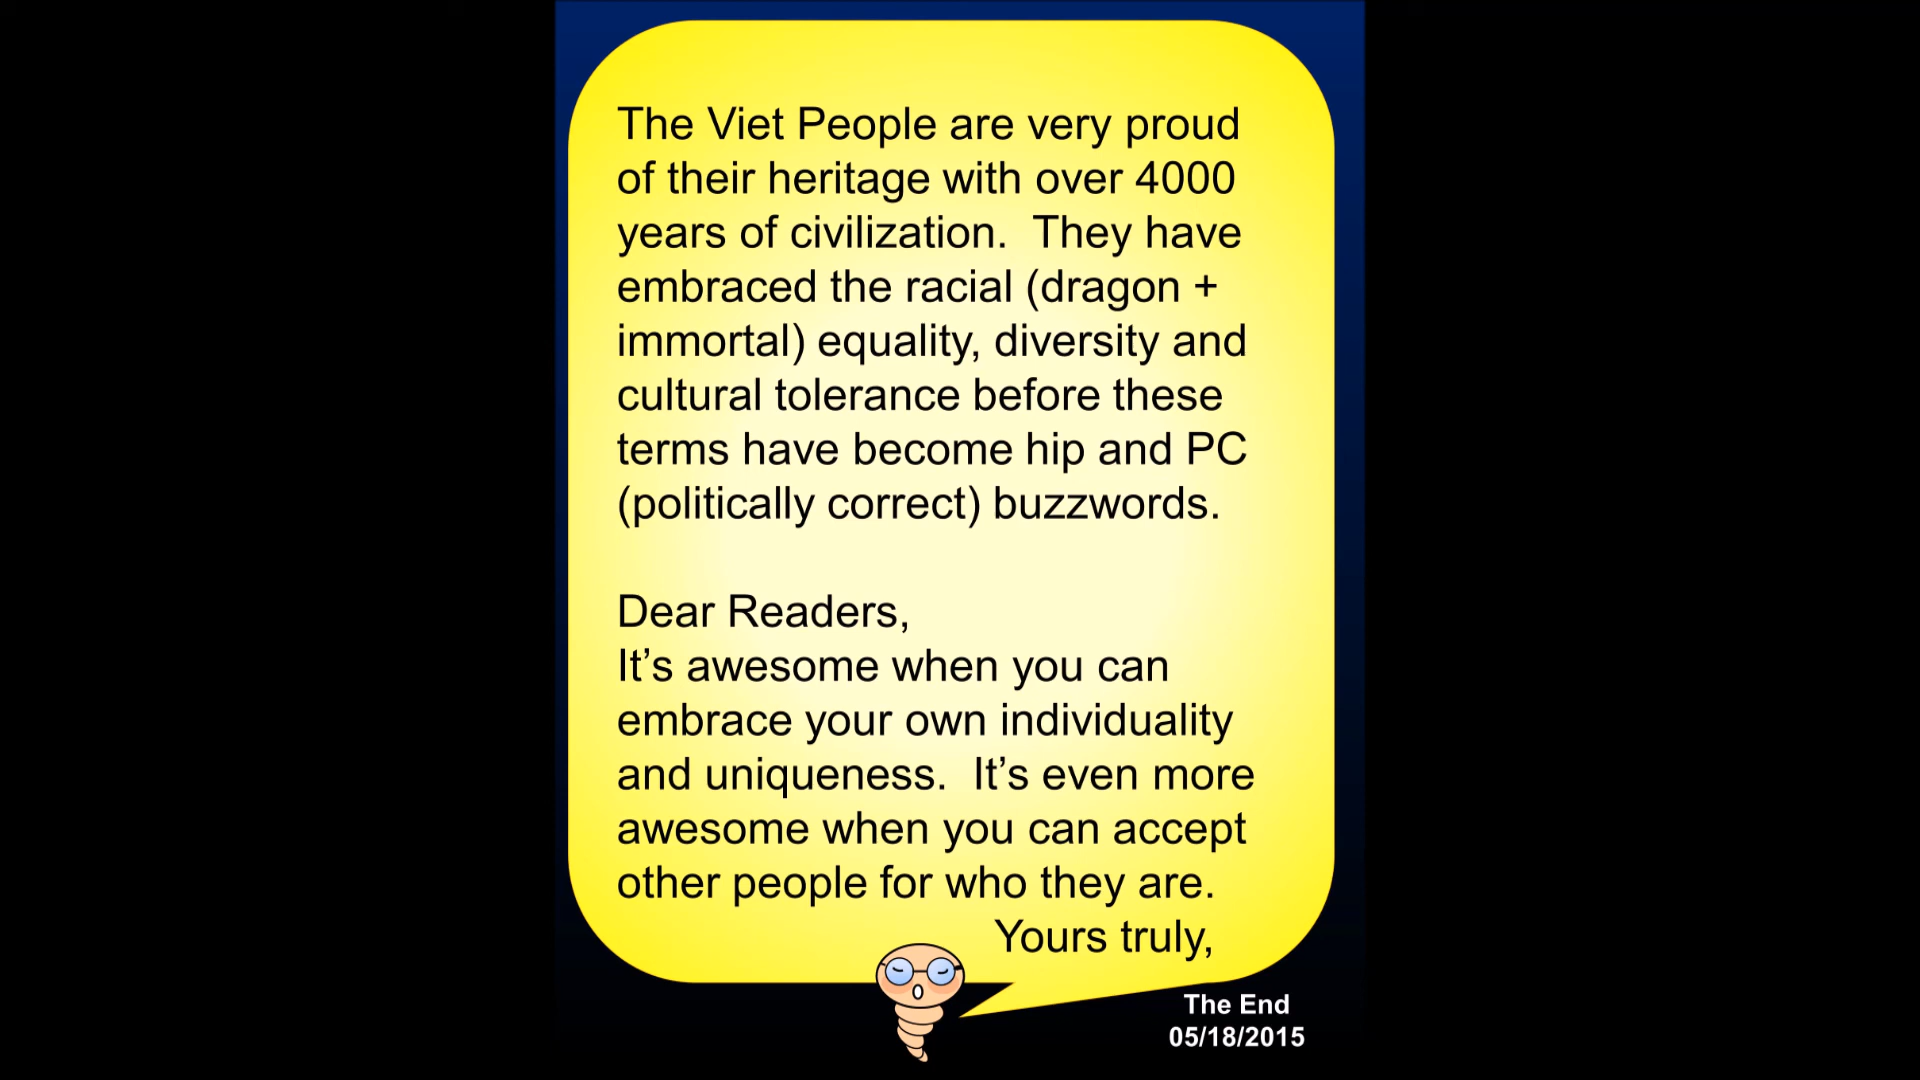 The Viet People are very proud
of their heritage with over 4000
years of civilization.  They have
embraced the racial (dragon +
immortal) equality, diversity and
cultural tolerance before these
terms have become hip and PC
(politically correct) buzzwords.
Dear Readers,
It’s awesome when you can
embrace your own individuality
and uniqueness.  It’s even more
awesome when you can accept
other people for who they are.
Yours truly,
The End
05/18/2015